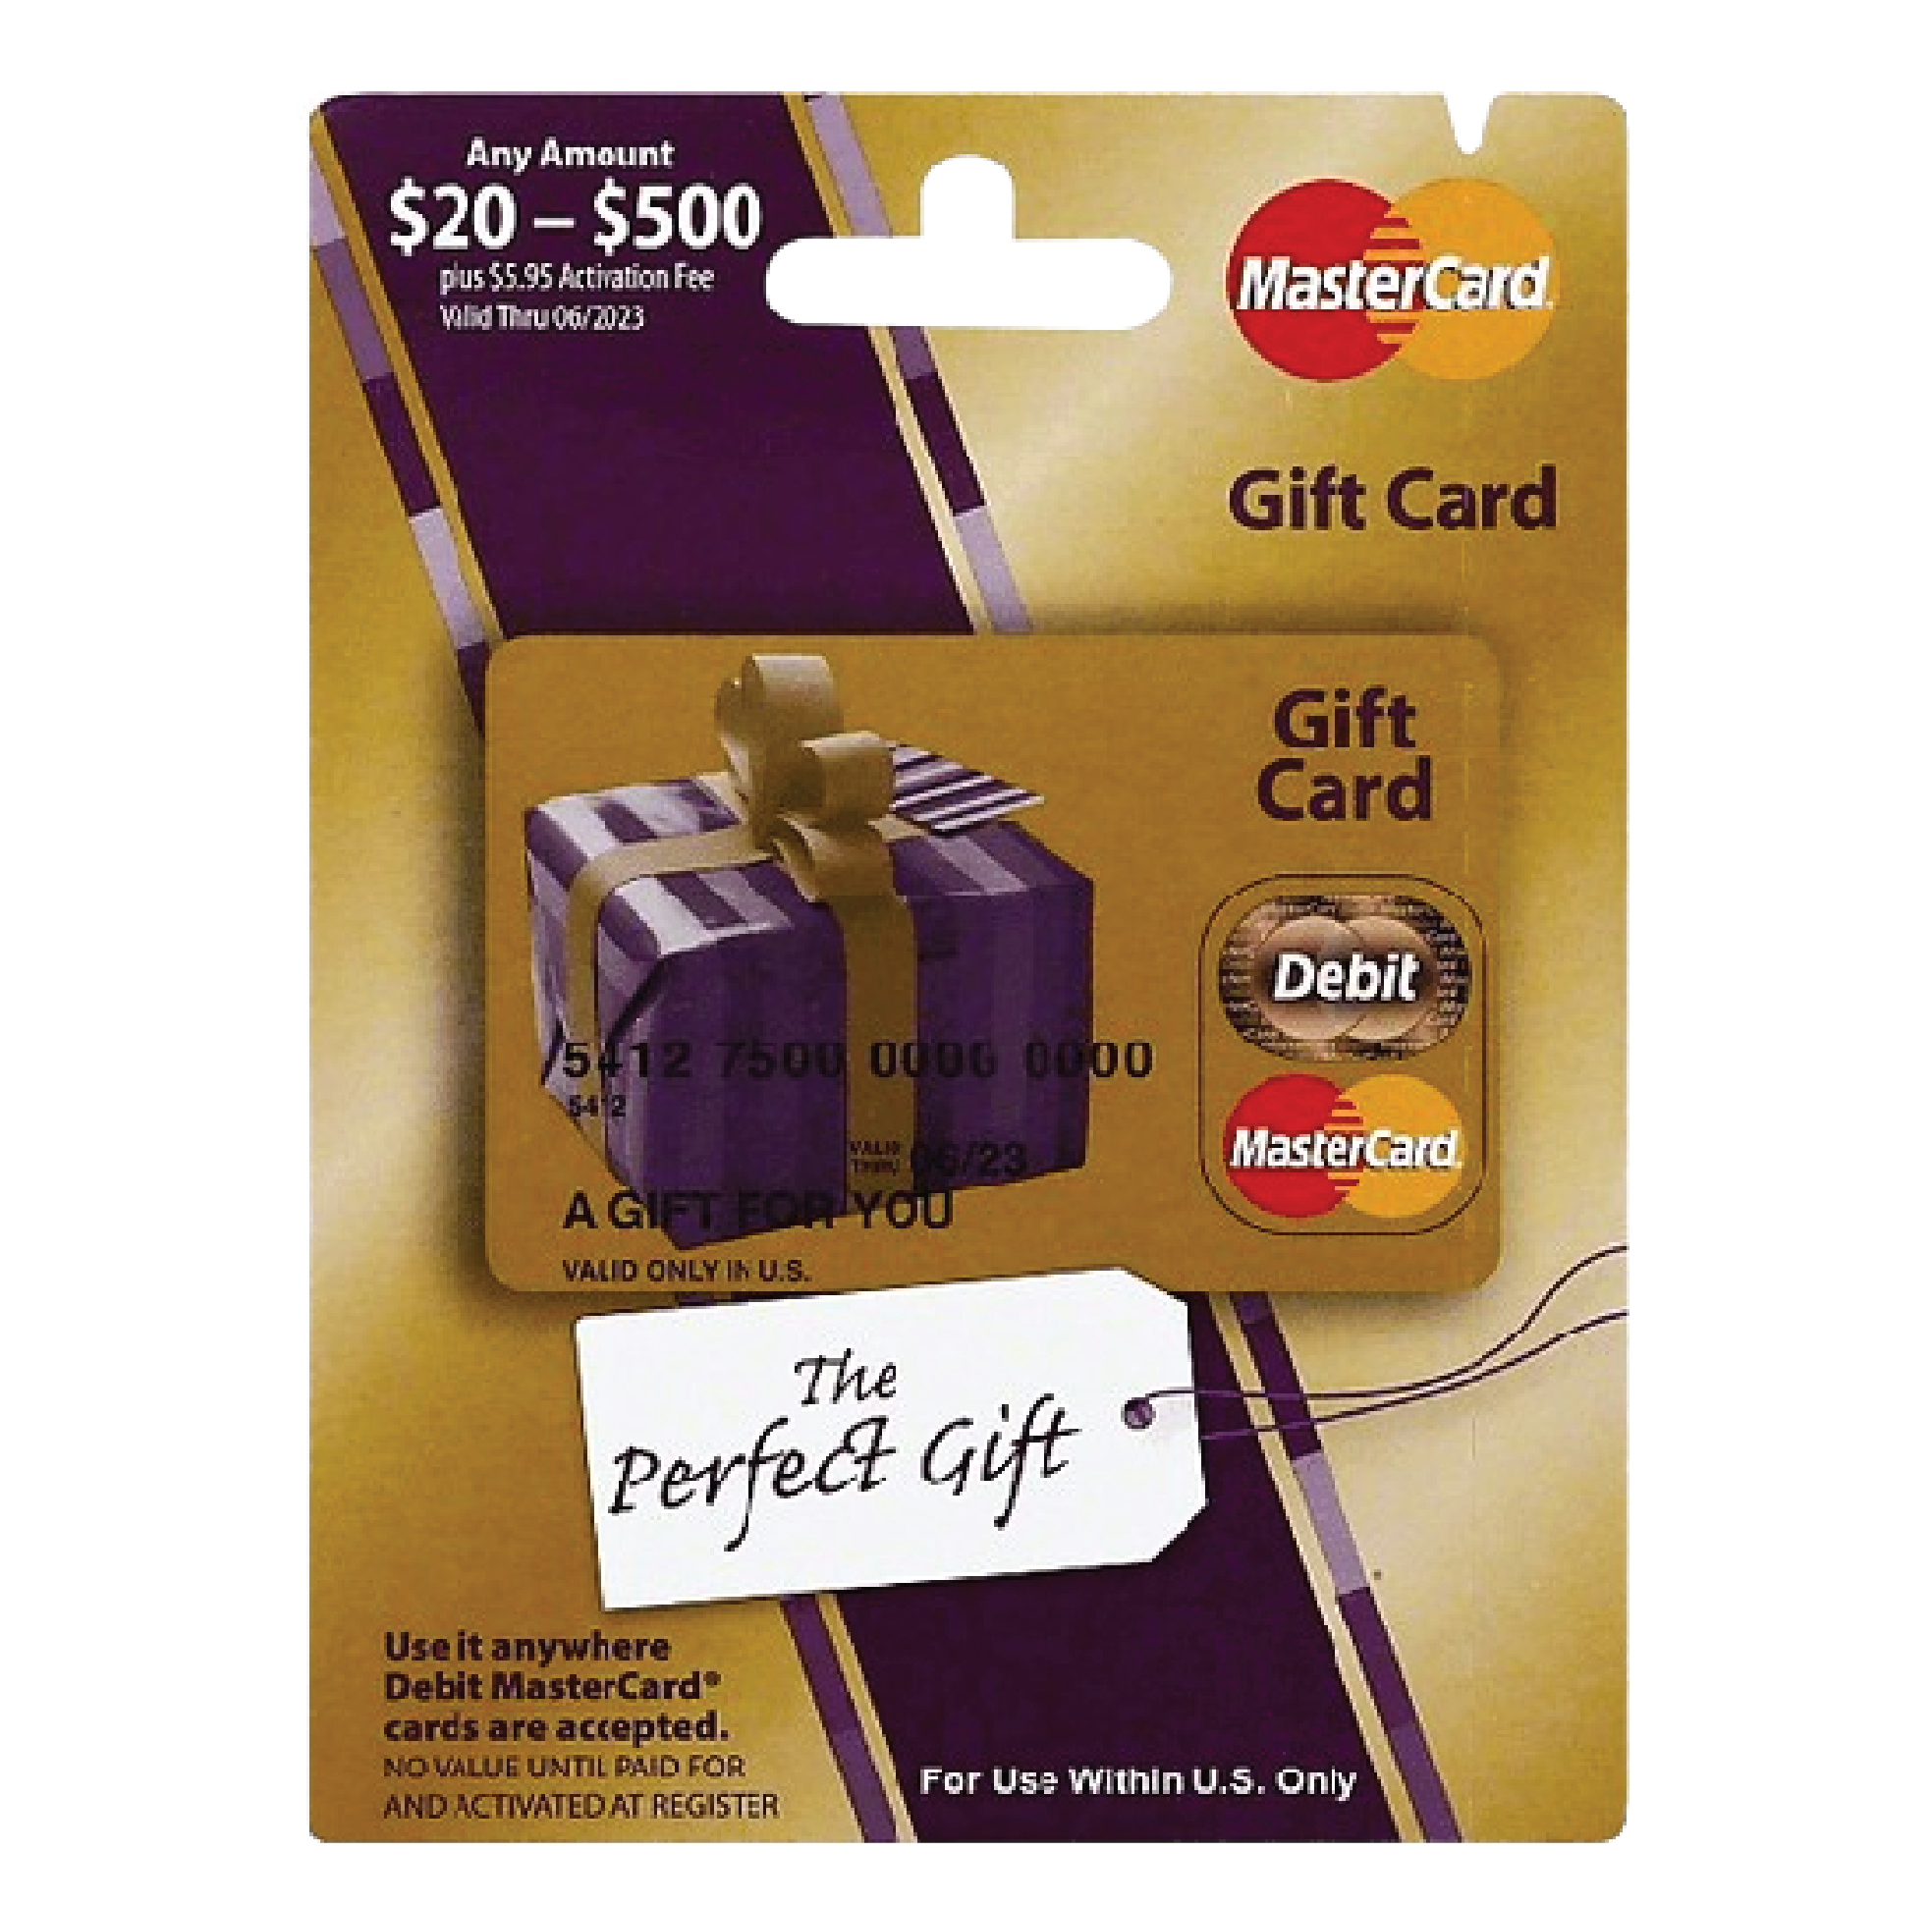 Any Amount
$20 – $500
plus $5.95 Activation Fee
Valid Thru 06/2023
MasterCard
Gift Card
Gift
Card
Debit
5412 7500 0000 0000
5412
VALID
THRU 06/23
MasterCard
A GIFT FOR YOU
VALID ONLY IN U.S.
The
Perfect Gift
Use it anywhere
Debit MasterCard®
cards are accepted.
NO VALUE UNTIL PAID FOR
AND ACTIVATED AT REGISTER
For Use Within U.S. Only